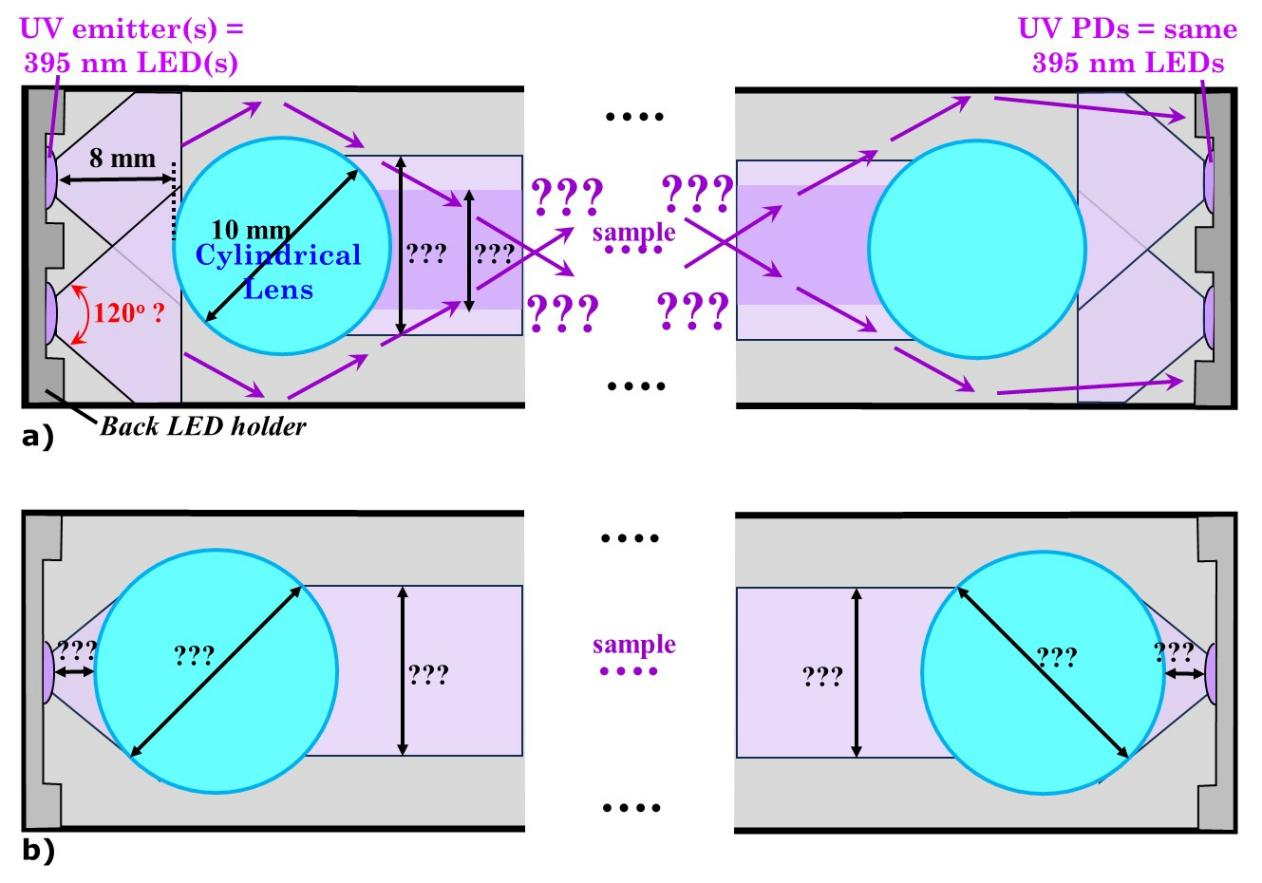 UV emitter(s) =
395 nm LED(s)
UV PDs = same
395 nm LEDs
8 mm
10 mm
Cylindrical
Lens
120º ?
???
???
???
???
sample
???
???
Back LED holder
a)
???
???
???
sample
???
???
???
b)